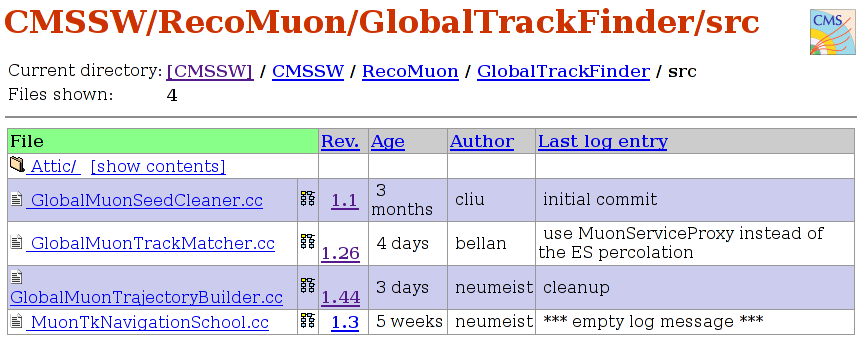 CMSSW/RecoMuon/GlobalTrackFinder/src
CMS
Current directory: [CMSSW] / CMSSW / RecoMuon / GlobalTrackFinder / src
Files shown: 4
File Rev. Age Author Last log entry
Attic/ [show contents]
GlobalMuonSeedCleaner.cc 1.1 3 months cliu initial commit
GlobalMuonTrackMatcher.cc 1.26 4 days bellan use MuonServiceProxy instead of
the ES percolation
GlobalMuonTrajectoryBuilder.cc 1.44 3 days neumeist cleanup
MuonTkNavigationSchool.cc 1.3 5 weeks neumeist *** empty log message ***